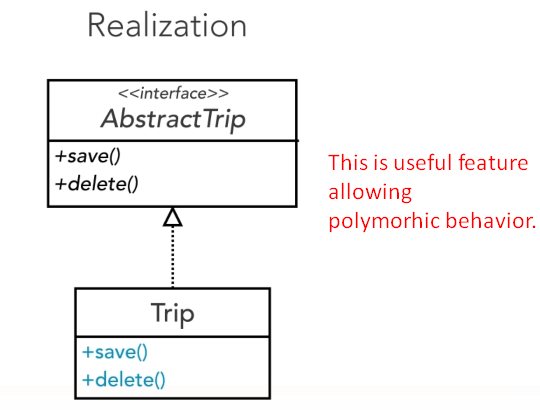 Realization
<<interface>>
AbstractTrip
+save()
+delete()
This is useful feature
allowing
polymorhic behavior.
Trip
+save()
+delete()